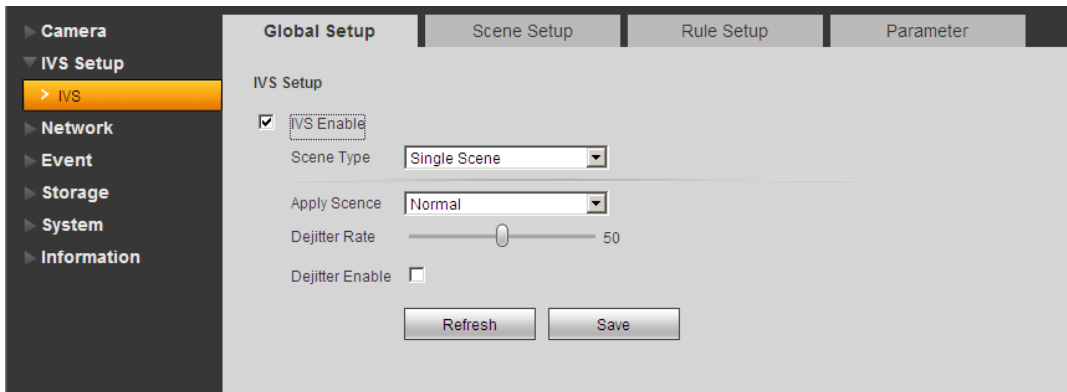 Camera
IVS Setup
IVS
Network
Event
Storage
System
Information
Global Setup
Scene Setup
Rule Setup
Parameter
IVS Setup
IVS Enable
Scene Type Single Scene
Apply Scence Normal
Dejitter Rate 50
Dejitter Enable
Refresh Save